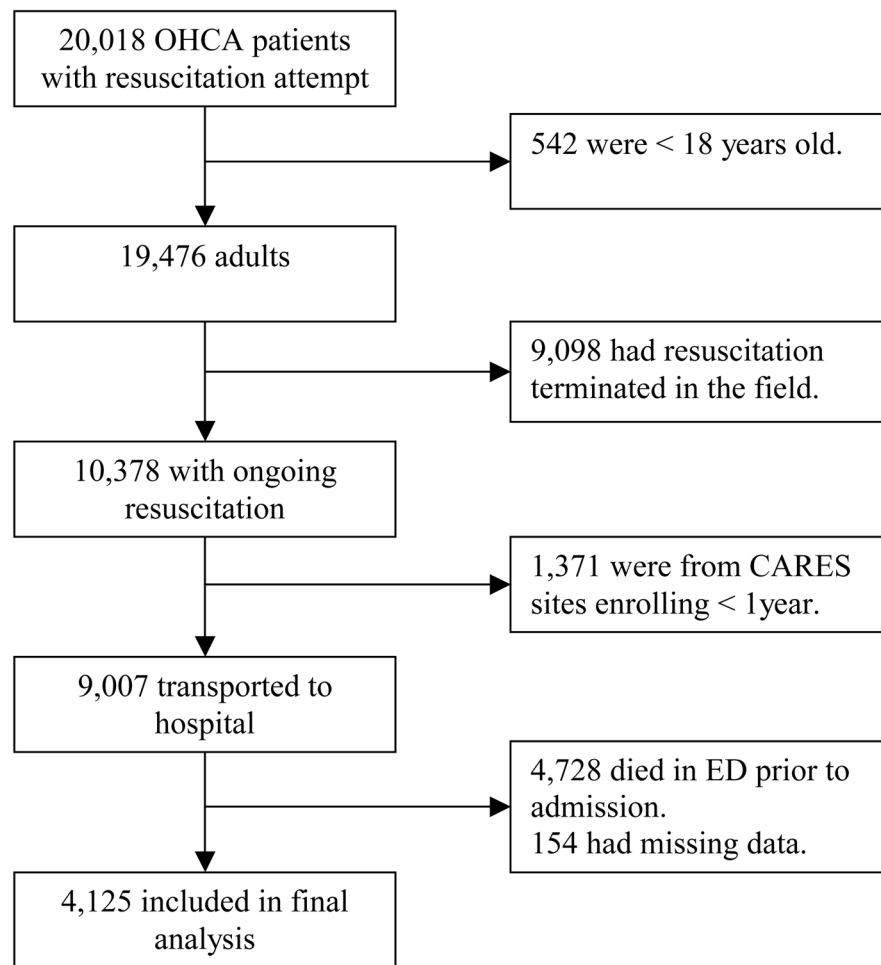 20,018 OHCA patients
with resuscitation attempt
542 were < 18 years old.
19,476 adults
9,098 had resuscitation
terminated in the field.
10,378 with ongoing
resuscitation
1,371 were from CARES
sites enrolling < 1year.
9,007 transported to
hospital
4,728 died in ED prior to
admission.
154 had missing data.
4,125 included in final
analysis